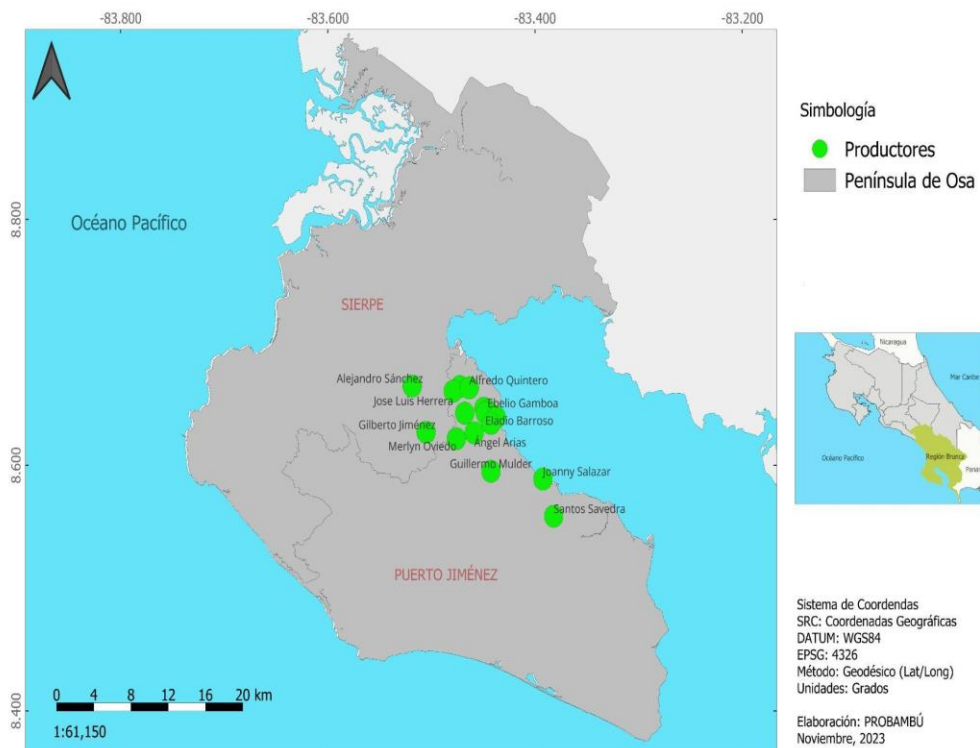 -83.800
-83.600
-83.400
-83.200
8.800
8.600
8.400
Océano Pacífico
SIERPE
Alejandro Sánchez
Alfredo Quintero
Jose Luis Herrera
Ebelio Gamboa
Gilberto Jiménez
Eladio Barroso
Merlyn Oviedo
Angel Arias
Guillermo Mulder
Joanny Salazar
Santos Savedra
PUERTO JIMÉNEZ
0 4 8 12 16 20 km
1:61,150
Simbología
Productores
Península de Osa
Nicaragua
Mar Caribe
Océano Pacífico
Región Brunca
Sistema de Coordendas
SRC: Coordenadas Geográficas
DATUM: WGS84
EPSG: 4326
Método: Geodésico (Lat/Long)
Unidades: Grados
Elaboración: PROBAMBÚ
Noviembre, 2023